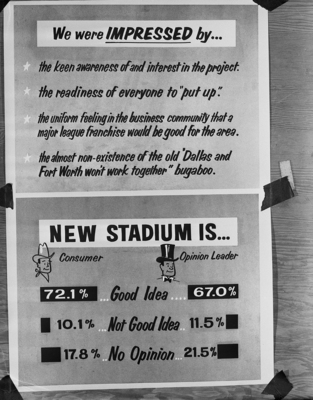 We were IMPRESSED by...
the keen awareness of and interest in the project.
the readiness of everyone to "put up".
the uniform feeling in the business community that a
major league franchise would be good for the area.
the almost non-existence of the old "Dallas and
Fort Worth won't work together" bugaboo.
NEW STADIUM IS...
Consumer Opinion Leader
72.1% ...Good Idea.... 67.0%
10.1% ...Not Good Idea... 11.5%
17.8% ...No Opinion... 21.5%